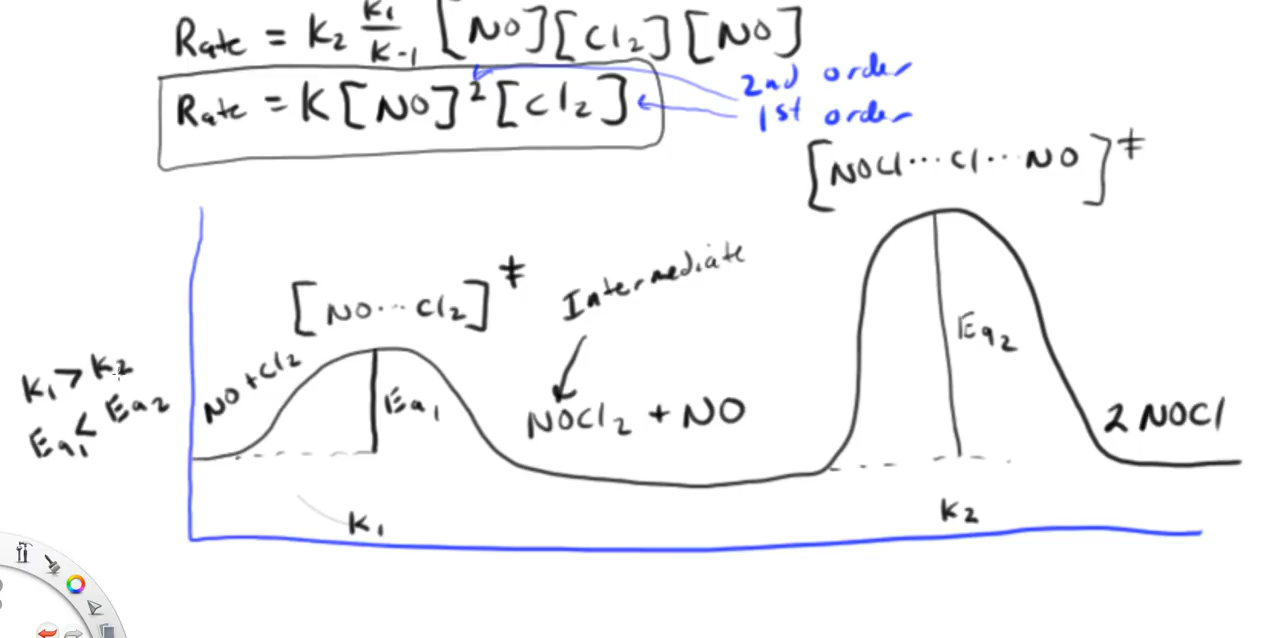 Rate = K2 K1/K-1 [NO][Cl2][NO]
Rate = K[NO]²[Cl2]
2nd order
1st order
[NOCl···Cl···NO]‡
Intermediate
[NO···Cl2]‡
NO+Cl2
Ea1
NOCl2 + NO
Ea2
2 NOCl
K1 > K2
Ea1 < Ea2
K1
K2